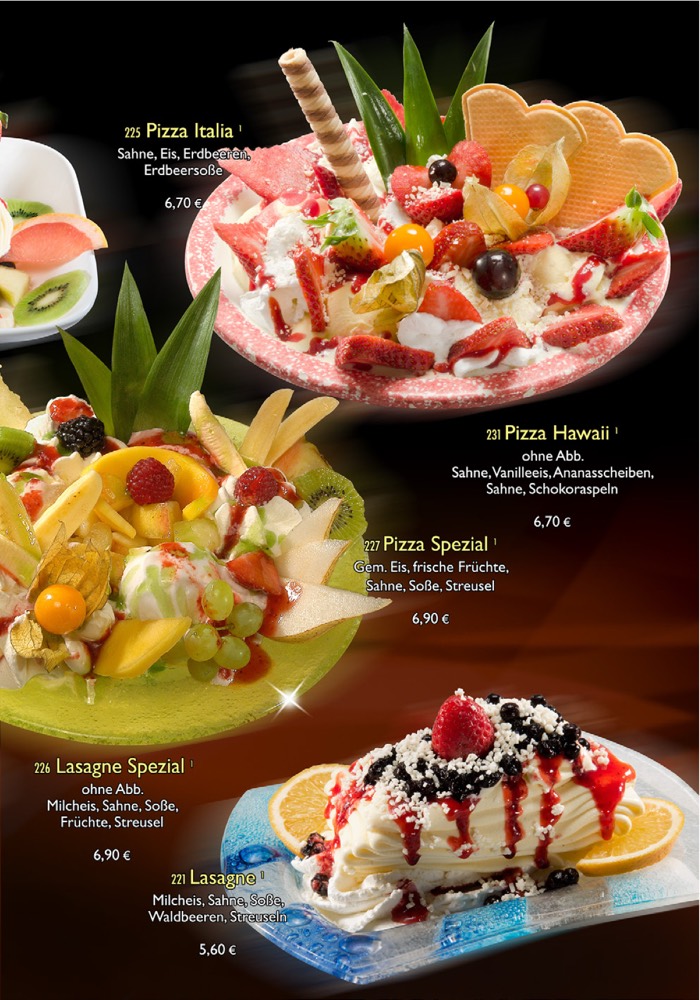 225 Pizza Italia 1
Sahne, Eis, Erdbeeren,
Erdbeersoße
6,70 €
231 Pizza Hawaii 1
ohne Abb.
Sahne, Vanilleeis, Ananasscheiben,
Sahne, Schokoraspeln
6,70 €
227 Pizza Spezial 1
Gem. Eis, frische Früchte,
Sahne, Soße, Streusel
6,90 €
226 Lasagne Spezial 1
ohne Abb.
Milcheis, Sahne, Soße,
Früchte, Streusel
6,90 €
221 Lasagne 1
Milcheis, Sahne, Soße,
Waldbeeren, Streuseln
5,60 €